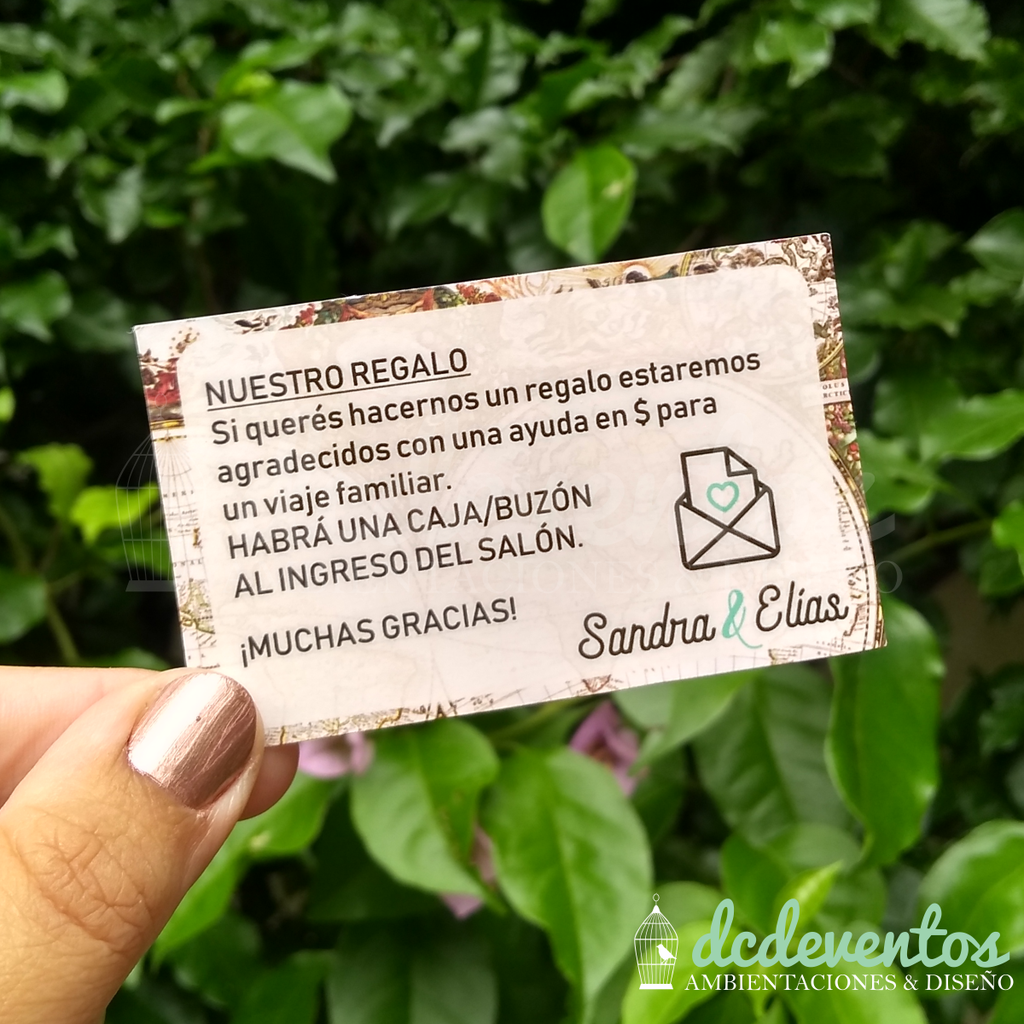 NUESTRO REGALO
Si querés hacernos un regalo estaremos
agradecidos con una ayuda en $ para
un viaje familiar.
HABRÁ UNA CAJA/BUZÓN
AL INGRESO DEL SALÓN.
¡MUCHAS GRACIAS!
Sandra & Elías
dcdeventos
AMBIENTACIONES & DISEÑO